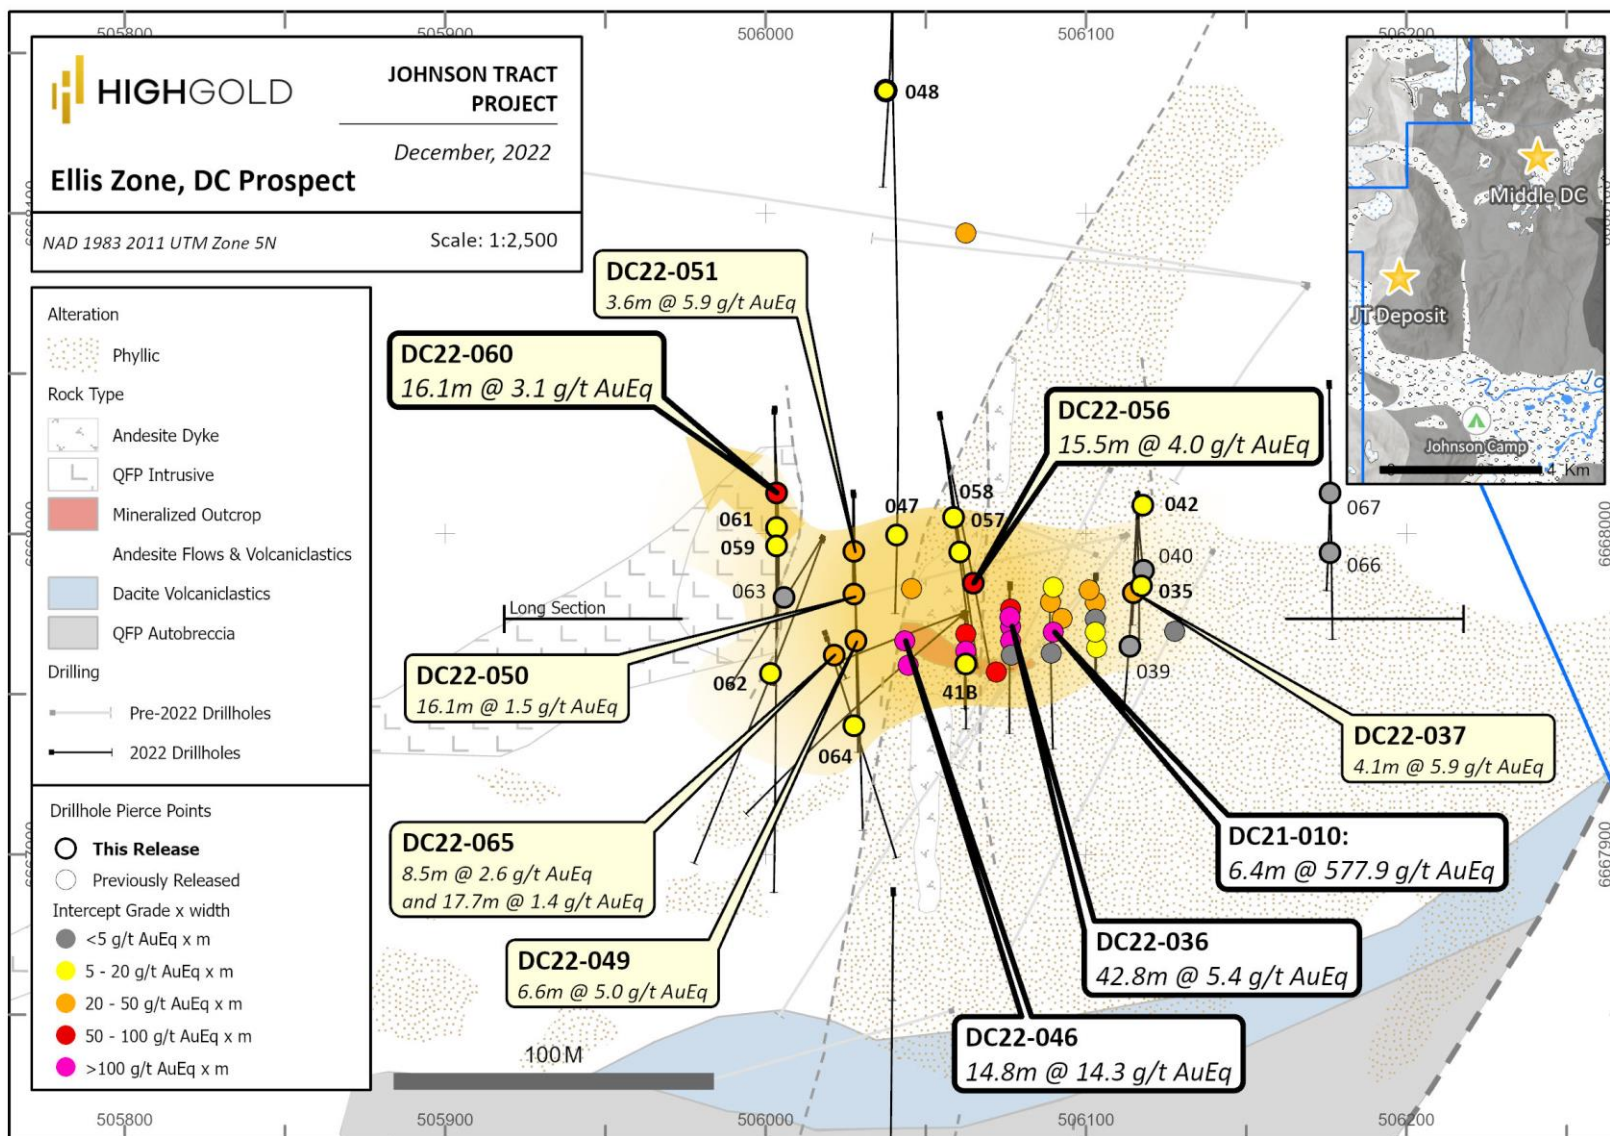 505800
505900
506000
506100
506200
HIGHGOLD
JOHNSON TRACT
PROJECT
December, 2022
Ellis Zone, DC Prospect
NAD 1983 2011 UTM Zone 5N
Scale: 1:2,500
048
Middle DC
JT Deposit
Johnson Camp
4 Km
DC22-051
3.6m @ 5.9 g/t AuEq
DC22-060
16.1m @ 3.1 g/t AuEq
DC22-056
15.5m @ 4.0 g/t AuEq
Alteration
Phyllic
Rock Type
Andesite Dyke
QFP Intrusive
Mineralized Outcrop
Andesite Flows & Volcaniclastics
Dacite Volcaniclastics
QFP Autobreccia
Drilling
Pre-2022 Drillholes
2022 Drillholes
Drillhole Pierce Points
This Release
Previously Released
Intercept Grade x width
<5 g/t AuEq x m
5 - 20 g/t AuEq x m
20 - 50 g/t AuEq x m
50 - 100 g/t AuEq x m
>100 g/t AuEq x m
061
059
063
062
047
058
057
042
040
035
039
067
066
41B
064
Long Section
DC22-050
16.1m @ 1.5 g/t AuEq
DC22-037
4.1m @ 5.9 g/t AuEq
DC22-065
8.5m @ 2.6 g/t AuEq
and 17.7m @ 1.4 g/t AuEq
DC21-010:
6.4m @ 577.9 g/t AuEq
DC22-049
6.6m @ 5.0 g/t AuEq
DC22-036
42.8m @ 5.4 g/t AuEq
DC22-046
14.8m @ 14.3 g/t AuEq
100M
6668000
6667900
505800
505900
506000
506100
506200